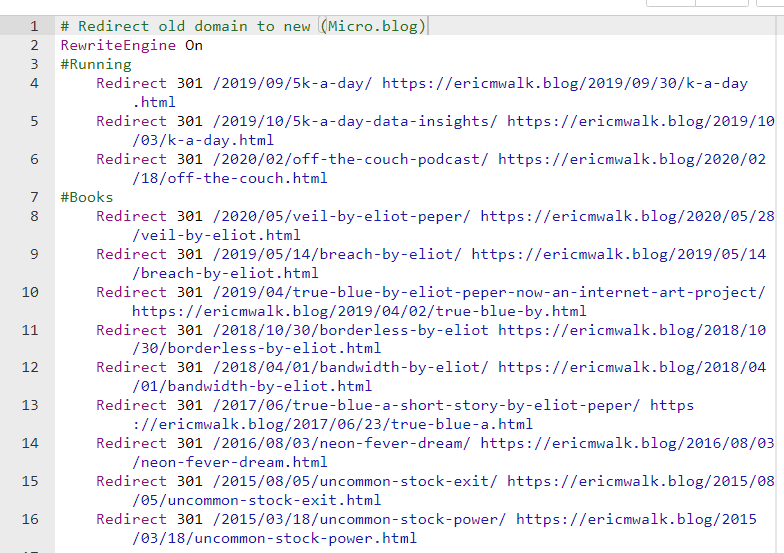 1 # Redirect old domain to new (Micro.blog)
2 RewriteEngine On
3 #Running
4 Redirect 301 /2019/09/5k-a-day/ https://ericmwalk.blog/2019/09/30/k-a-day
.html
5 Redirect 301 /2019/10/5k-a-day-data-insights/ https://ericmwalk.blog/2019/10
/03/k-a-day.html
6 Redirect 301 /2020/02/off-the-couch-podcast/ https://ericmwalk.blog/2020/02
/18/off-the-couch.html
7 #Books
8 Redirect 301 /2020/05/veil-by-eliot-peper/ https://ericmwalk.blog/2020/05/28
/veil-by-eliot.html
9 Redirect 301 /2019/05/14/breach-by-eliot/ https://ericmwalk.blog/2019/05/14
/breach-by-eliot.html
10 Redirect 301 /2019/04/true-blue-by-eliot-peper-now-an-internet-art-project/
https://ericmwalk.blog/2019/04/02/true-blue-by.html
11 Redirect 301 /2018/10/30/borderless-by-eliot https://ericmwalk.blog/2018/10
/30/borderless-by-eliot.html
12 Redirect 301 /2018/04/01/bandwidth-by-eliot/ https://ericmwalk.blog/2018/04
/01/bandwidth-by-eliot.html
13 Redirect 301 /2017/06/true-blue-a-short-story-by-eliot-peper/ https
://ericmwalk.blog/2017/06/23/true-blue-a.html
14 Redirect 301 /2016/08/03/neon-fever-dream/ https://ericmwalk.blog/2016/08/03
/neon-fever-dream.html
15 Redirect 301 /2015/08/05/uncommon-stock-exit/ https://ericmwalk.blog/2015/08
/05/uncommon-stock-exit.html
16 Redirect 301 /2015/03/18/uncommon-stock-power/ https://ericmwalk.blog/2015
/03/18/uncommon-stock-power.html